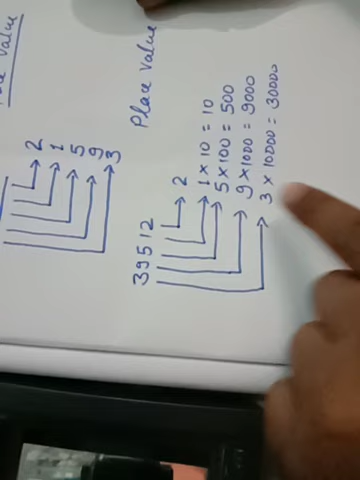 Value
2
1
5
9
3
Place Value
39512
2
1 × 10 = 10
5 × 100 = 500
9 × 1000 = 9000
3 × 10000 = 30000